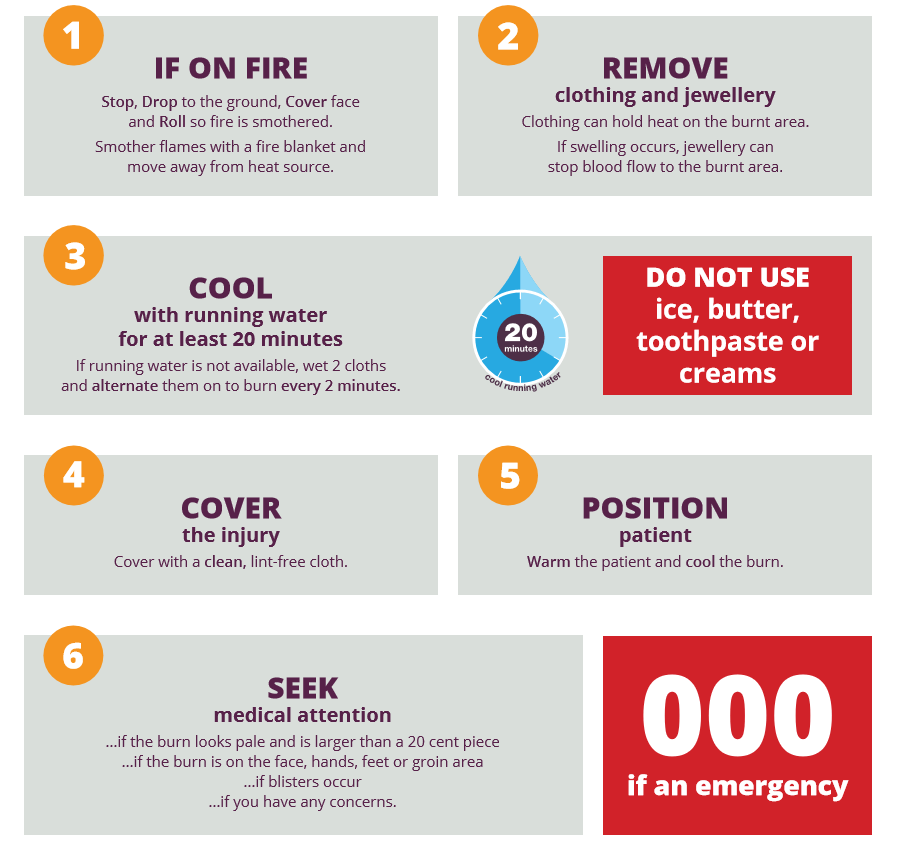 1
IF ON FIRE
Stop, Drop to the ground, Cover face
and Roll so fire is smothered.
Smother flames with a fire blanket and
move away from heat source.
2
REMOVE
clothing and jewellery
Clothing can hold heat on the burnt area.
If swelling occurs, jewellery can
stop blood flow to the burnt area.
3
COOL
with running water
for at least 20 minutes
If running water is not available, wet 2 cloths
and alternate them on to burn every 2 minutes.
20
minutes
cool running water
DO NOT USE
ice, butter,
toothpaste or
creams
4
COVER
the injury
Cover with a clean, lint-free cloth.
5
POSITION
patient
Warm the patient and cool the burn.
6
SEEK
medical attention
...if the burn looks pale and is larger than a 20 cent piece
...if the burn is on the face, hands, feet or groin area
...if blisters occur
...if you have any concerns.
000
if an emergency